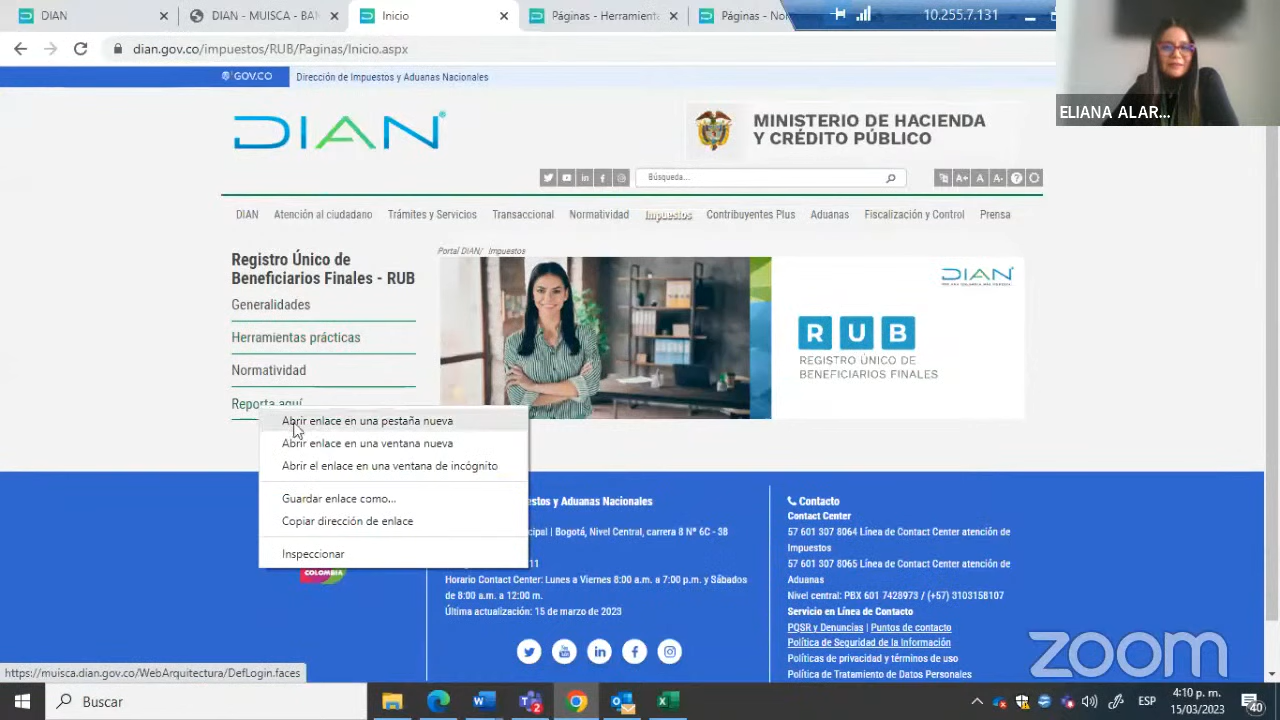 DIAN
DIAN MUISCA - BAN
Inicio
Páginas - Herramienta
Páginas - No
10.255.7.131
dian.gov.co/impuestos/RUB/Paginas/Inicio.aspx
GOV.CO
Dirección de Impuestos y Aduanas Nacionales
ELIANA ALAR...
DIAN
MINISTERIO DE HACIENDA
Y CRÉDITO PÚBLICO
Búsqueda...
A+ A A-
DIAN Atención al ciudadano Trámites y Servicios Transaccional Normatividad Impuestos Contribuyentes Plus Aduanas Fiscalización y Control Prensa
Portal DIAN/ Impuestos
Registro Único de
Beneficiarios Finales - RUB
Generalidades
Herramientas prácticas
Normatividad
Reporta aquí
DIAN
RUB
REGISTRO ÚNICO DE
BENEFICIARIOS FINALES
Abrir enlace en una pestaña nueva
Abrir enlace en una ventana nueva
Abrir el enlace en una ventana de incógnito
Guardar enlace como...
Copiar dirección de enlace
Inspeccionar
COLOMBIA
estos y Aduanas Nacionales
cipal | Bogotá, Nivel Central, carrera 8 Nº 6C - 38
11
Horario Contact Center: Lunes a Viernes 8:00 a.m. a 7:00 p.m. y Sábados
de 8:00 a.m. a 12:00 m.
Última actualización: 15 de marzo de 2023
Contacto
Contact Center
57 601 307 8064 Línea de Contact Center atención de
Impuestos
57 601 307 8065 Línea de Contact Center atención de
Aduanas
Nivel central: PBX 601 7428973 / (+57) 3103158107
Servicio en Línea de Contacto
PQSR y Denuncias | Puntos de contacto
Política de Seguridad de la Información
Políticas de privacidad y términos de uso
Política de Tratamiento de Datos Personales
zoom
https://muisca.dian.gov.co/WebArquitectura/DefLogin.faces
Buscar
ESP
4:10 p. m.
15/03/2023
40